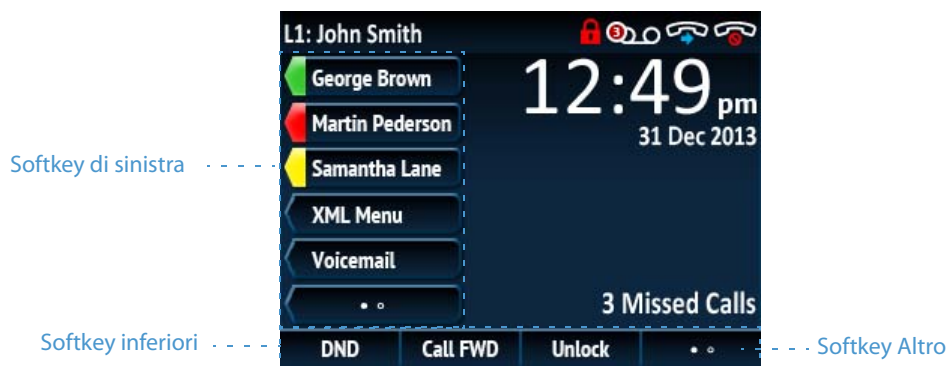 L1: John Smith
3
George Brown
12:49 pm
Martin Pederson
31 Dec 2013
Softkey di sinistra
Samantha Lane
XML Menu
Voicemail
3 Missed Calls
Softkey inferiori
DND
Call FWD
Unlock
Softkey Altro